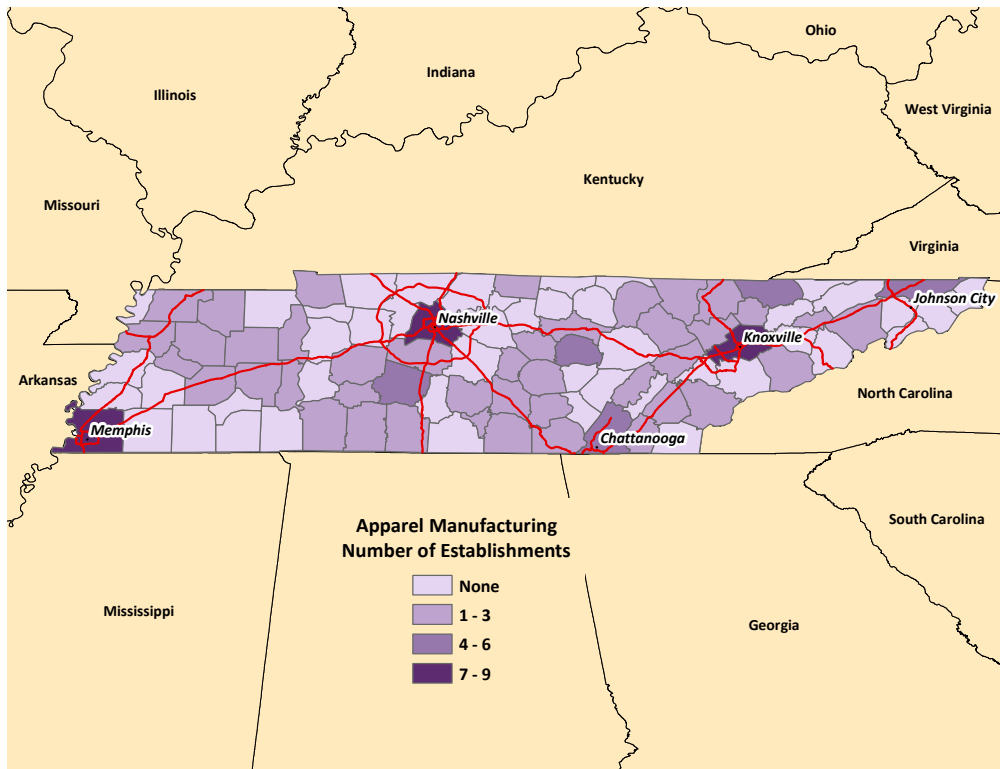 Ohio
Indiana
Illinois
West Virginia
Kentucky
Missouri
Virginia
Johnson City
Nashville
Knoxville
Arkansas
North Carolina
Memphis
Chattanooga
South Carolina
Apparel Manufacturing
Number of Establishments
None
1 - 3
4 - 6
7 - 9
Mississippi
Georgia